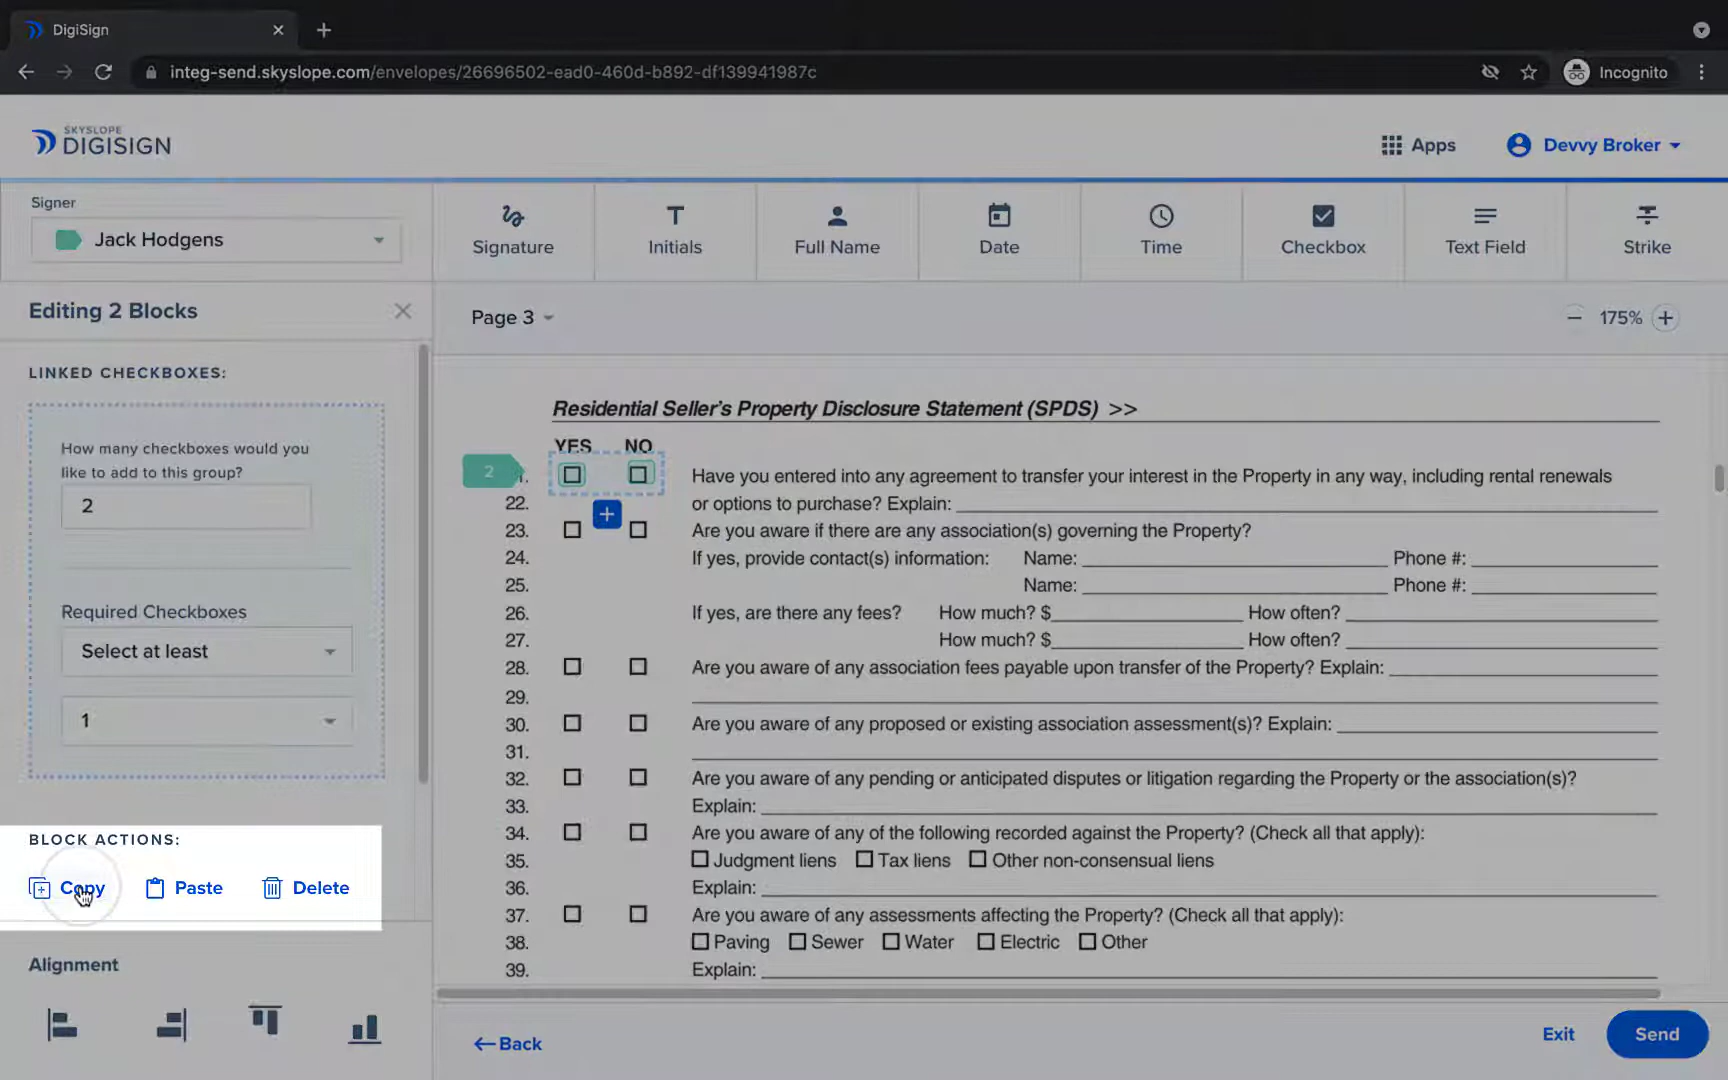 DigiSign
integ-send.skyslope.com/envelopes/26696502-ead0-460d-b892-df139941987c
Incognito
SKYSLOPE
DIGISIGN
Apps
Devvy Broker
Signer
Jack Hodgens
Signature
Initials
Full Name
Date
Time
Checkbox
Text Field
Strike
Editing 2 Blocks
Page 3
175%
LINKED CHECKBOXES:
How many checkboxes would you
like to add to this group?
2
Required Checkboxes
Select at least
1
BLOCK ACTIONS:
Copy
Paste
Delete
Alignment
Residential Seller's Property Disclosure Statement (SPDS) >>
YES NO
2
Have you entered into any agreement to transfer your interest in the Property in any way, including rental renewals
22. or options to purchase? Explain:
23. Are you aware if there are any association(s) governing the Property?
24. If yes, provide contact(s) information: Name: Phone #:
25. Name: Phone #:
26. If yes, are there any fees? How much? $ How often?
27. How much? $ How often?
28. Are you aware of any association fees payable upon transfer of the Property? Explain:
29.
30. Are you aware of any proposed or existing association assessment(s)? Explain:
31.
32. Are you aware of any pending or anticipated disputes or litigation regarding the Property or the association(s)?
33. Explain:
34. Are you aware of any of the following recorded against the Property? (Check all that apply):
35. Judgment liens Tax liens Other non-consensual liens
36. Explain:
37. Are you aware of any assessments affecting the Property? (Check all that apply):
38. Paving Sewer Water Electric Other
39. Explain:
Back
Exit
Send